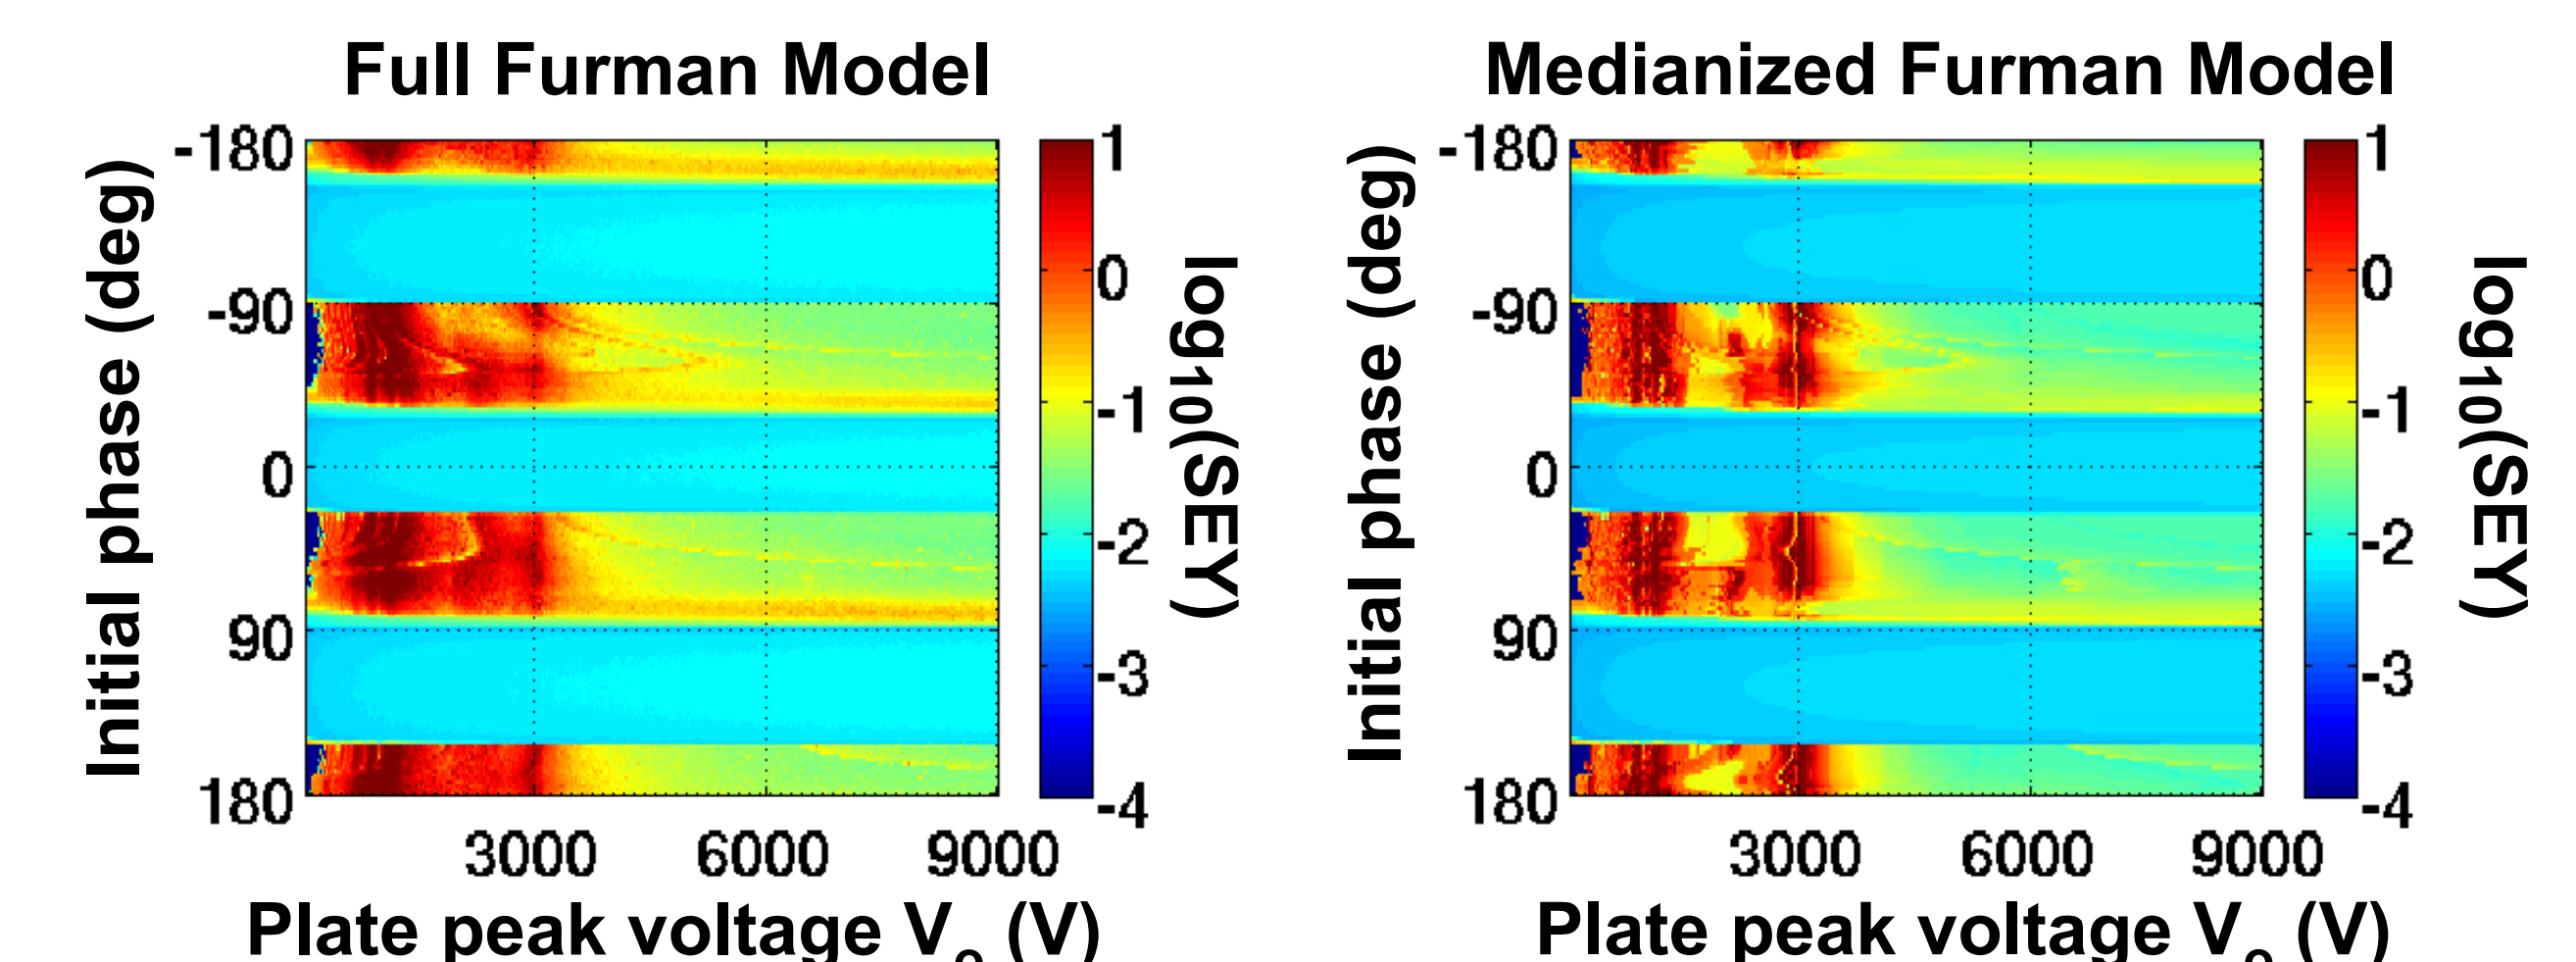 Full Furman Model
-180
-90
0
90
180
3000 6000 9000
Initial phase (deg)
Plate peak voltage Vo (V)
1
0
-1
-2
-3
-4
log10(SEY)
Medianized Furman Model
-180
-90
0
90
180
3000 6000 9000
Initial phase (deg)
Plate peak voltage Vo (V)
1
0
-1
-2
-3
-4
log10(SEY)